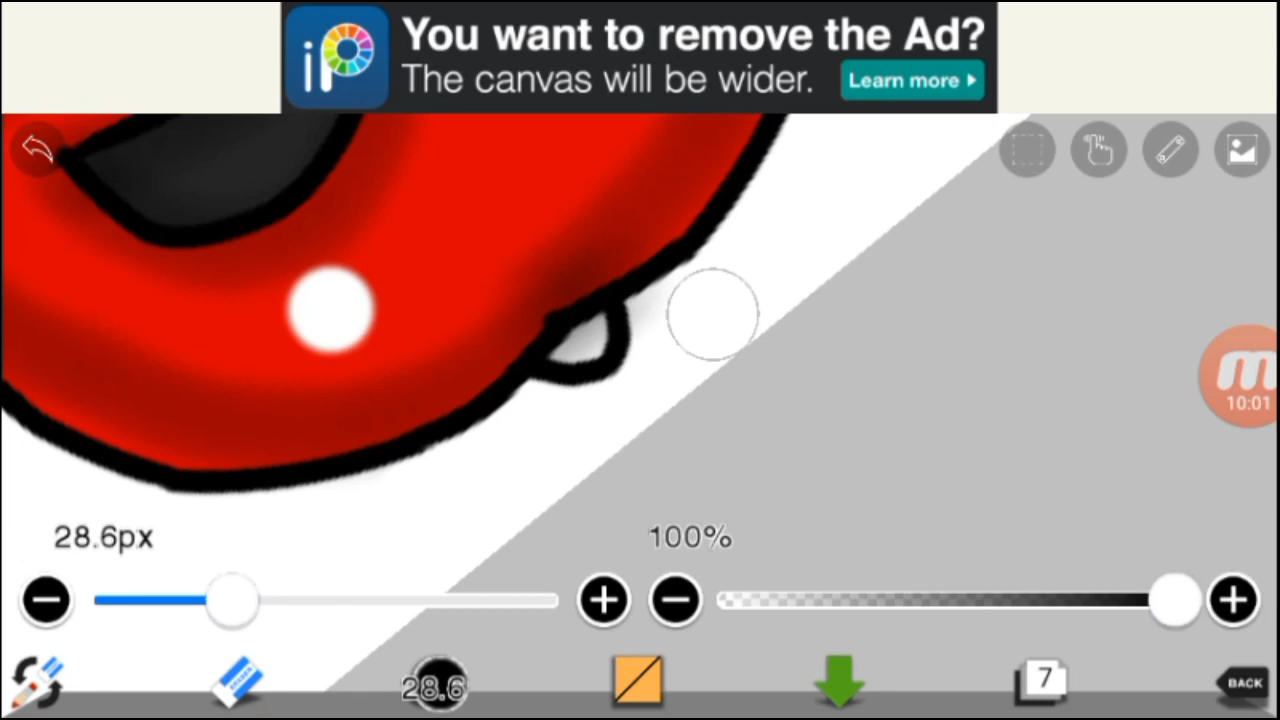 iP
You want to remove the Ad?
The canvas will be wider.
Learn more
m
10:01
28.6px
100%
28.6
7
BACK